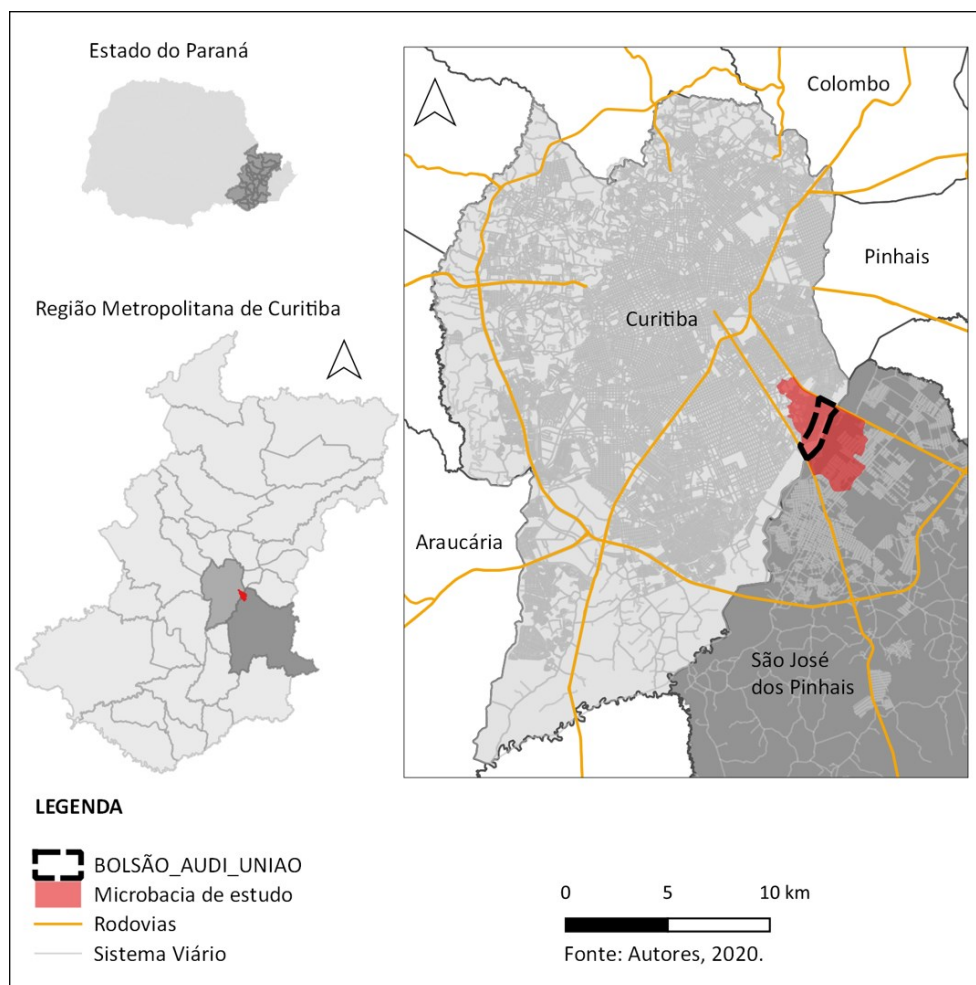 Estado do Paraná
Região Metropolitana de Curitiba
Colombo
Pinhais
Curitiba
Araucária
São José
dos Pinhais
LEGENDA
BOLSÃO_AUDI_UNIAO
Microbacia de estudo
Rodovias
Sistema Viário
0 5 10 km
Fonte: Autores, 2020.